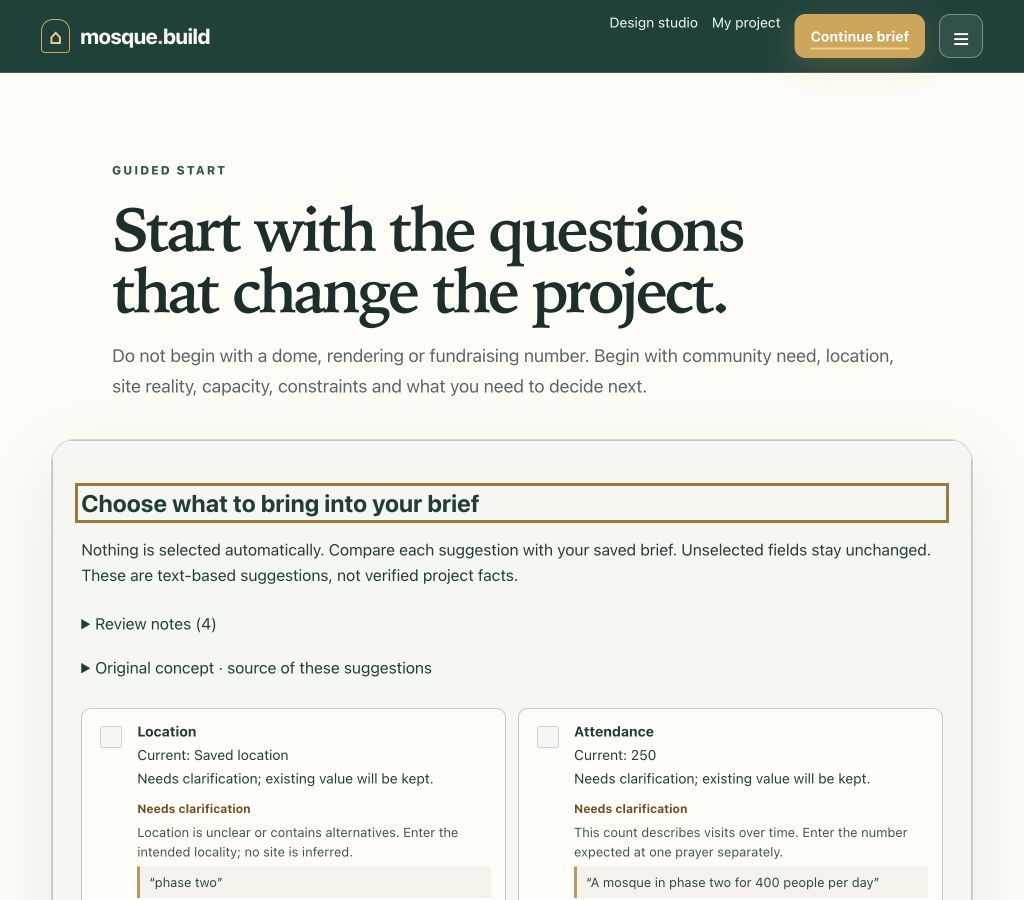 mosque.build
Design studio
My project
Continue brief
GUIDED START
Start with the questions
that change the project.
Do not begin with a dome, rendering or fundraising number. Begin with community need, location,
site reality, capacity, constraints and what you need to decide next.
Choose what to bring into your brief
Nothing is selected automatically. Compare each suggestion with your saved brief. Unselected fields stay unchanged.
These are text-based suggestions, not verified project facts.
Review notes (4)
Original concept · source of these suggestions
Location
Current: Saved location
Needs clarification; existing value will be kept.
Needs clarification
Location is unclear or contains alternatives. Enter the
intended locality; no site is inferred.
“phase two”
Attendance
Current: 250
Needs clarification; existing value will be kept.
Needs clarification
This count describes visits over time. Enter the number
expected at one prayer separately.
“A mosque in phase two for 400 people per day”